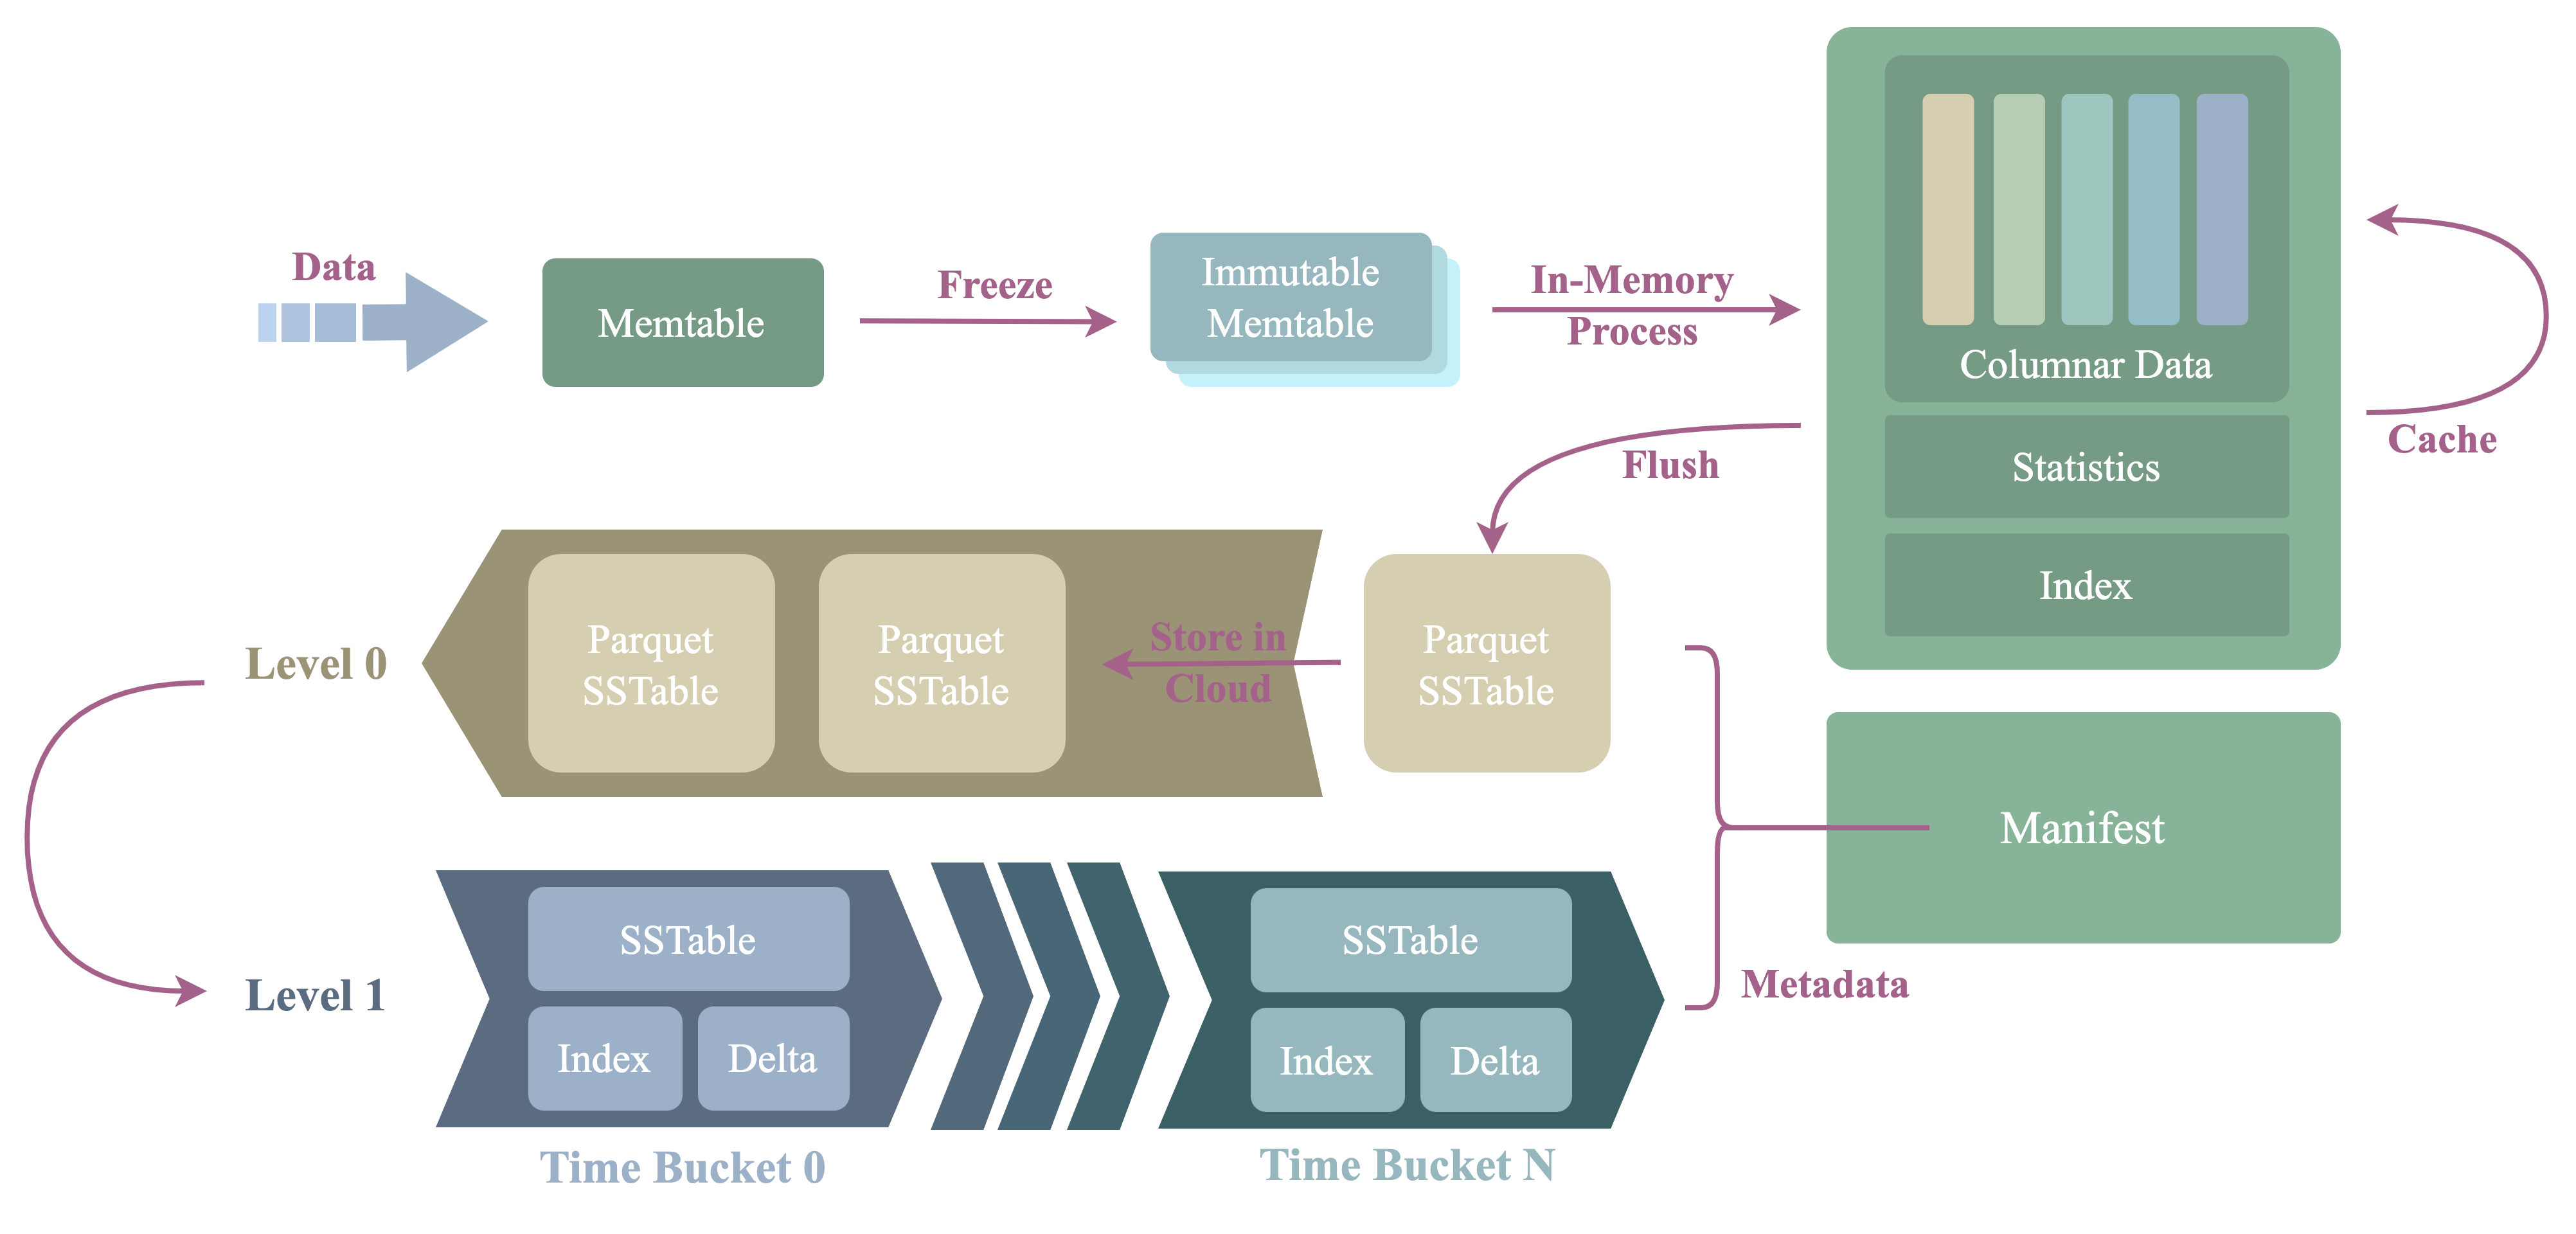 Data
Memtable
Freeze
Immutable
Memtable
In-Memory
Process
Columnar Data
Statistics
Index
Cache
Flush
Level 0
Parquet
SSTable
Parquet
SSTable
Store in
Cloud
Parquet
SSTable
Manifest
Metadata
Level 1
SSTable
Index
Delta
Time Bucket 0
SSTable
Index
Delta
Time Bucket N